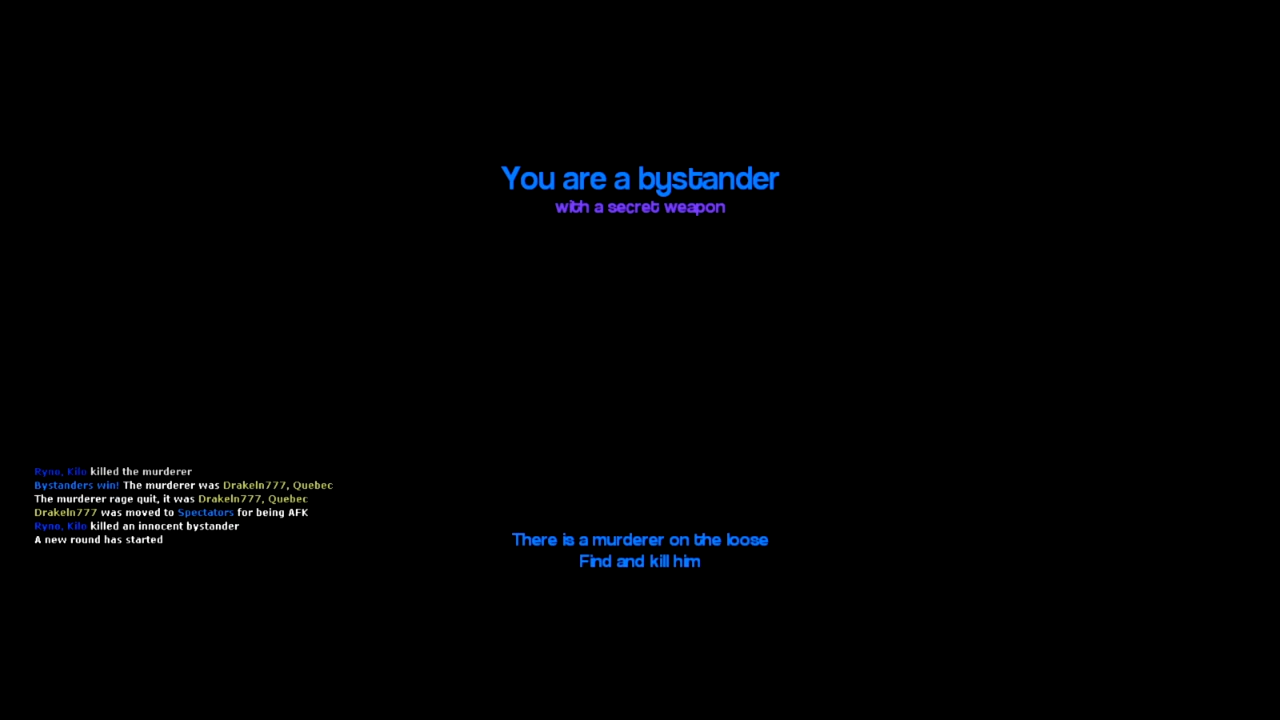 You are a bystander
with a secret weapon
Ryno, Kilo killed the murderer
Bystanders win! The murderer was Drakeln777, Quebec
The murderer rage quit, it was Drakeln777, Quebec
Drakeln777 was moved to Spectators for being AFK
Ryno, Kilo killed an innocent bystander
A new round has started
There is a murderer on the loose
Find and kill him